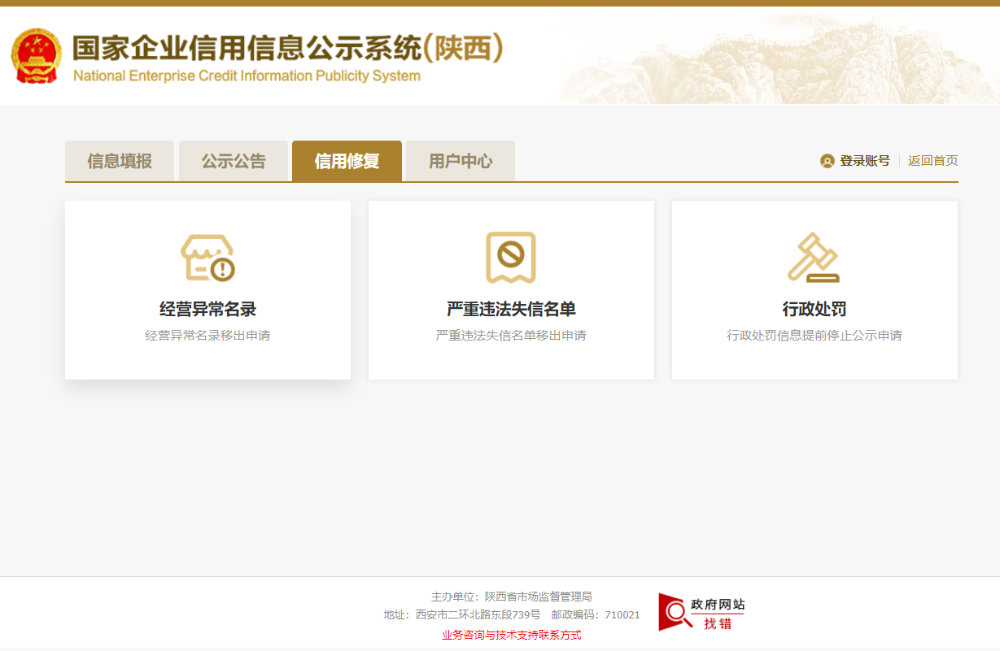 国家企业信用信息公示系统(陕西)
National Enterprise Credit Information Publicity System
信息填报 公示公告 信用修复 用户中心 登录账号 返回首页
经营异常名录 严重违法失信名单 行政处罚
经营异常名录移出申请 严重违法失信名单移出申请 行政处罚信息提前停止公示申请
主办单位：陕西省市场监督管理局
地址：西安市二环北路东段739号 邮政编码：710021
业务咨询与技术支持联系方式
政府网站
找错